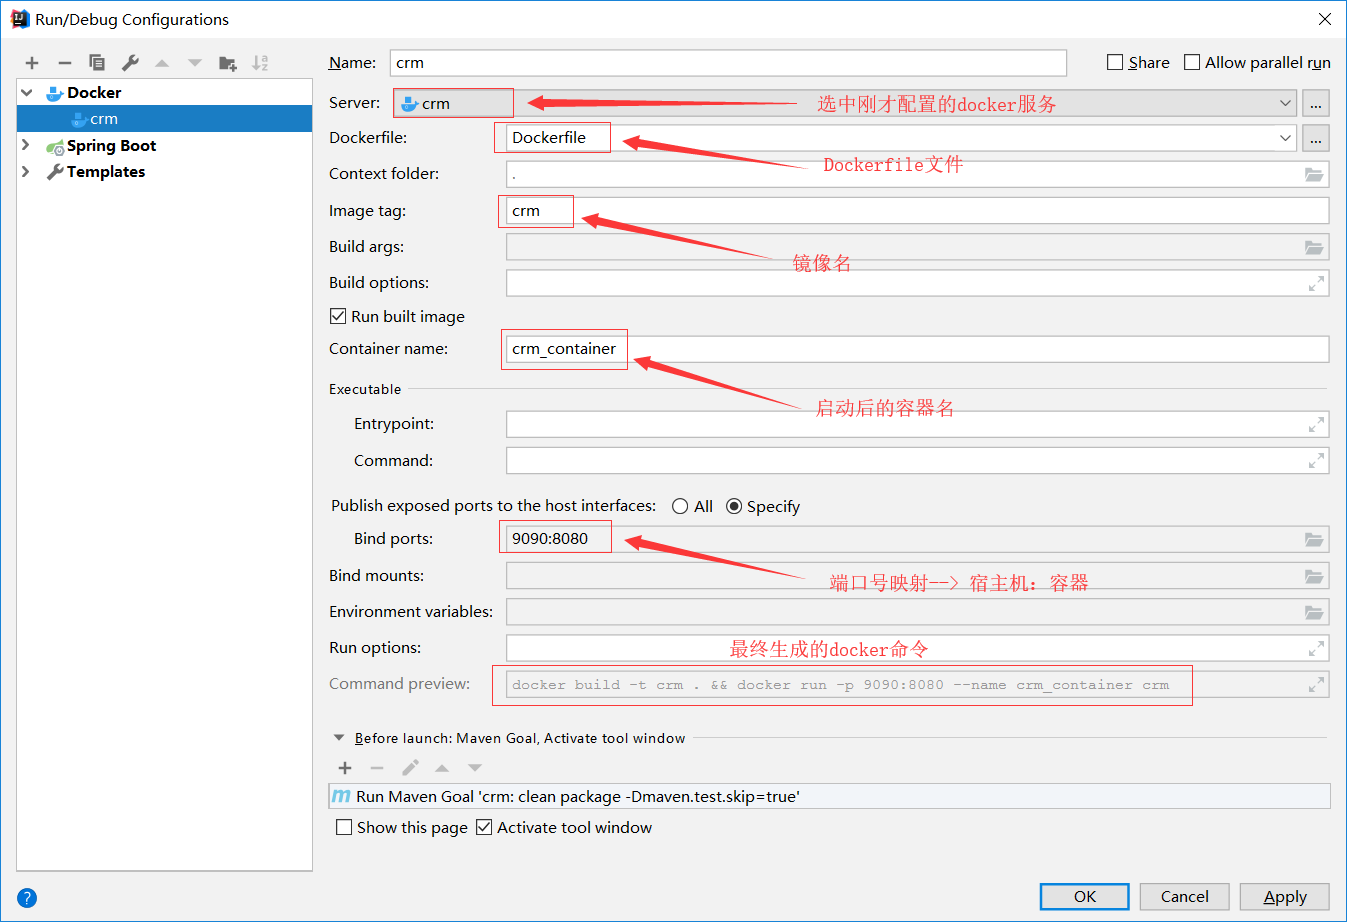 Run/Debug Configurations
Docker
crm
Spring Boot
Templates
Name: crm
Share
Allow parallel run
Server: crm
选中刚才配置的docker服务
...
Dockerfile: Dockerfile
...
Dockerfile文件
Context folder: .
Image tag: crm
Build args:
镜像名
Build options:
Run built image
Container name: crm_container
Executable
启动后的容器名
Entrypoint:
Command:
Publish exposed ports to the host interfaces: All Specify
Bind ports: 9090:8080
Bind mounts:
端口号映射--> 宿主机: 容器
Environment variables:
Run options:
最终生成的docker命令
Command preview: docker build -t crm . && docker run -p 9090:8080 --name crm_container crm
Before launch: Maven Goal, Activate tool window
m Run Maven Goal 'crm: clean package -Dmaven.test.skip=true'
Show this page Activate tool window
?
OK
Cancel
Apply